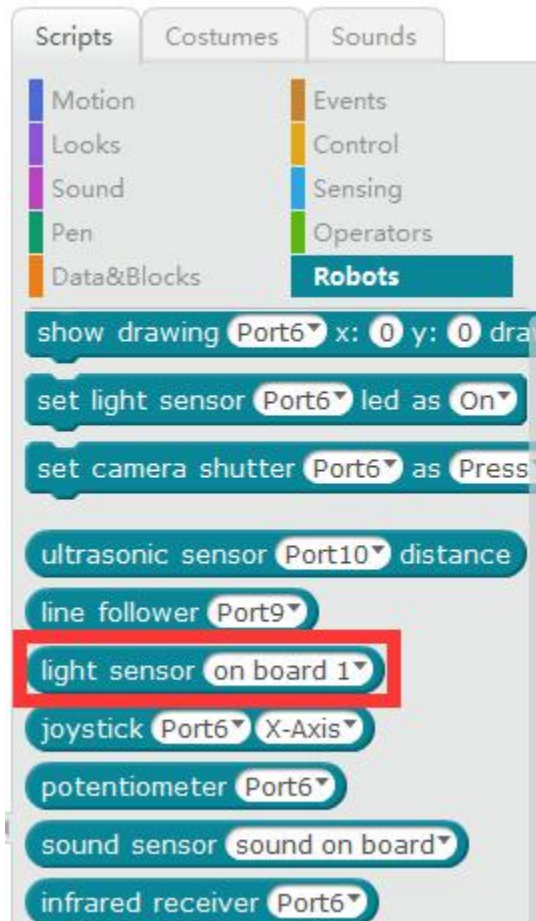 Scripts Costumes Sounds
Motion Events
Looks Control
Sound Sensing
Pen Operators
Data&Blocks Robots
show drawing Port6 x: 0 y: 0 dra
set light sensor Port6 led as On
set camera shutter Port6 as Press
ultrasonic sensor Port10 distance
line follower Port9
light sensor on board 1
joystick Port6 X-Axis
potentiometer Port6
sound sensor sound on board
infrared receiver Port6